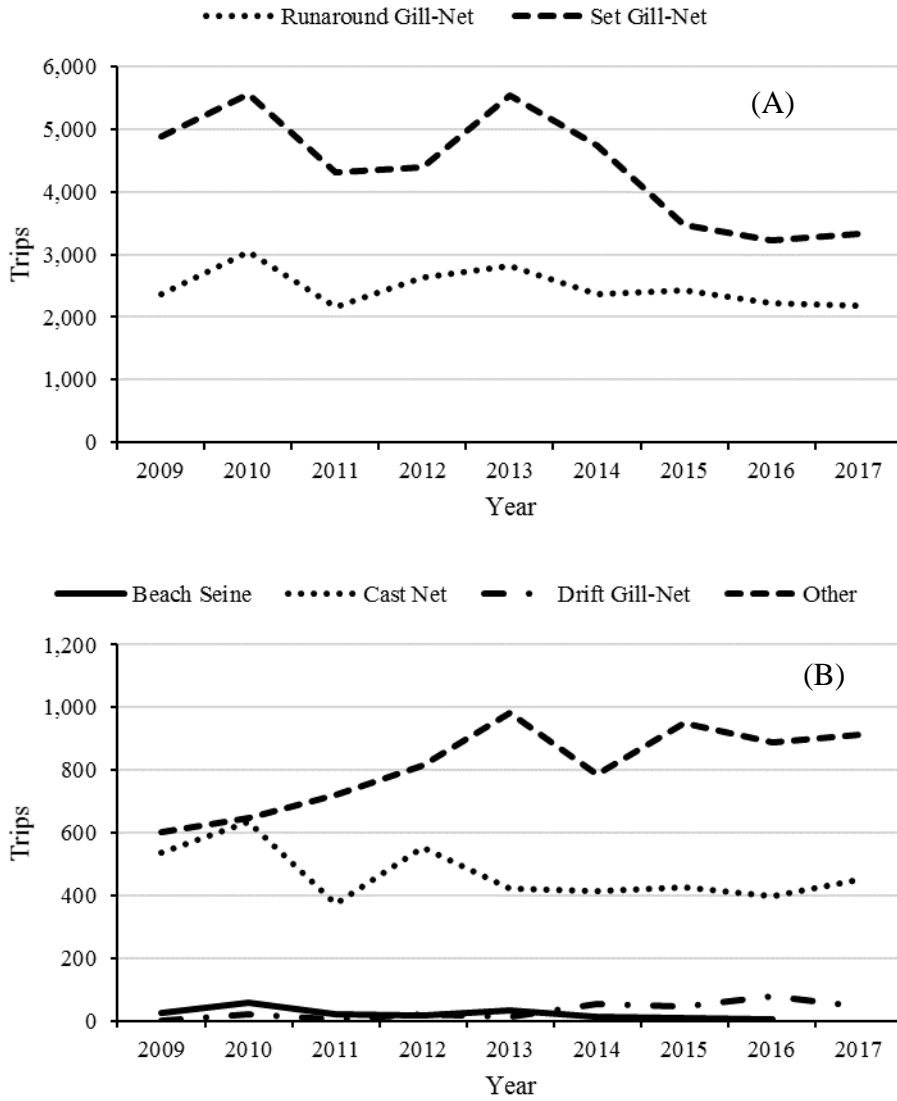 Runaround Gill-Net Set Gill-Net
6,000
(A)
5,000
4,000
Trips
3,000
2,000
1,000
0
2009 2010 2011 2012 2013 2014 2015 2016 2017
Year
Beach Seine Cast Net Drift Gill-Net Other
1,200
(B)
1,000
800
Trips
600
400
200
0
2009 2010 2011 2012 2013 2014 2015 2016 2017
Year